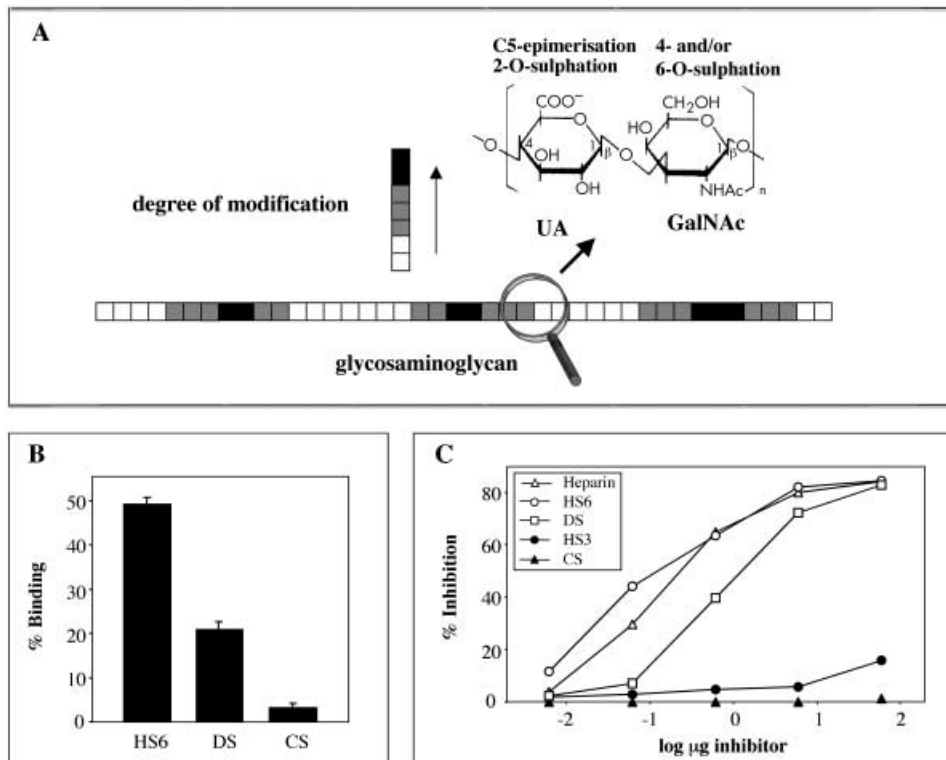 A
C5-epimerisation 4- and/or
2-O-sulphation 6-O-sulphation
COO−
CH2OH
O
O
HO
O
4
1
β
O
4
1
β
O
OH
OH
NHAc
n
UA
GalNAc
degree of modification
glycosaminoglycan
B
% Binding
50
40
30
20
10
0
HS6 DS CS
C
Heparin
HS6
DS
HS3
CS
% Inhibition
80
60
40
20
0
-2 -1 0 1 2
log µg inhibitor